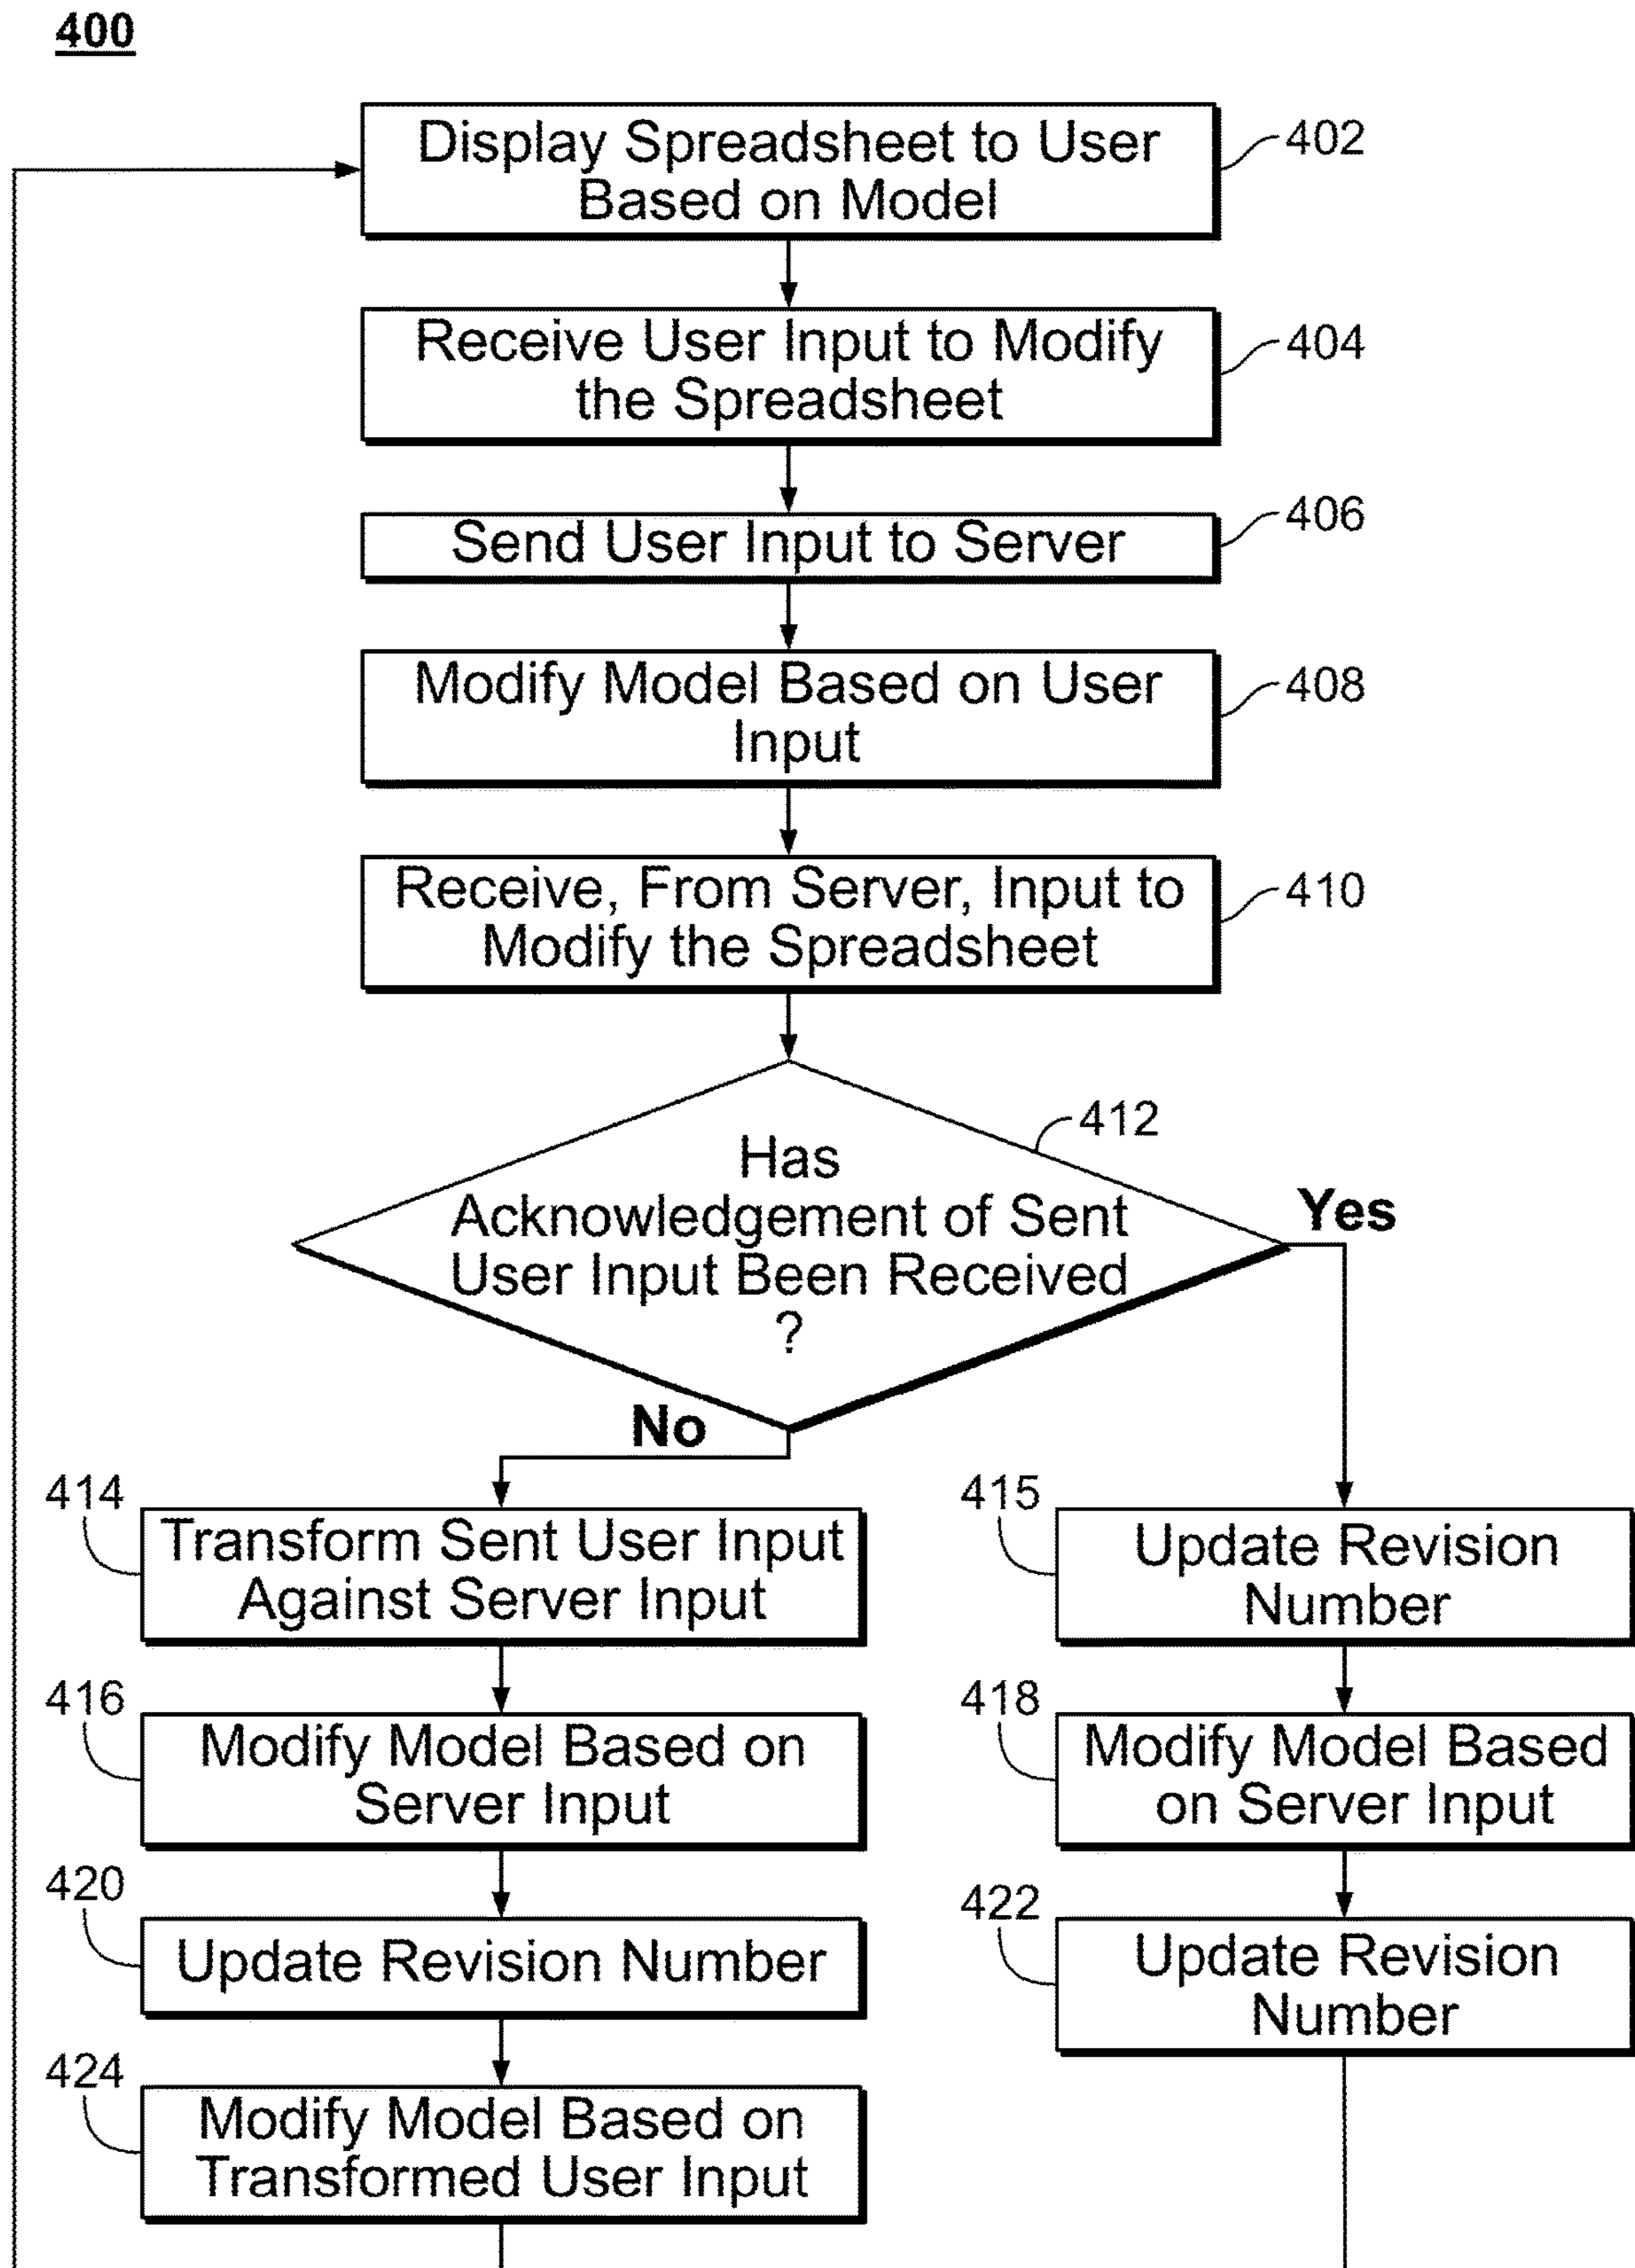 400
Display Spreadsheet to User
Based on Model
402
Receive User Input to Modify
the Spreadsheet
404
Send User Input to Server
406
Modify Model Based on User
Input
408
Receive, From Server, Input to
Modify the Spreadsheet
410
Has
Acknowledgement of Sent
User Input Been Received
?
412
Yes
No
414
Transform Sent User Input
Against Server Input
415
Update Revision
Number
416
Modify Model Based on
Server Input
418
Modify Model Based
on Server Input
420
Update Revision Number
422
Update Revision
Number
424
Modify Model Based on
Transformed User Input